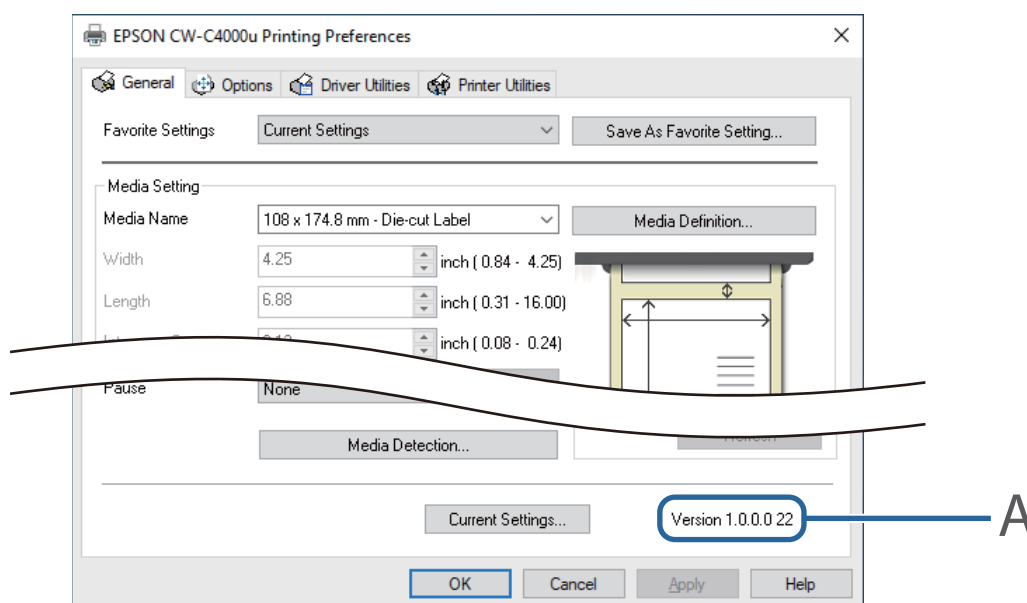 EPSON CW-C4000u Printing Preferences
General Options Driver Utilities Printer Utilities
Favorite Settings Current Settings Save As Favorite Setting...
Media Setting
Media Name 108 x 174.8 mm - Die-cut Label Media Definition...
Width 4.25 inch ( 0.84 - 4.25)
Length 6.88 inch ( 0.31 - 16.00)
inch ( 0.08 - 0.24)
Pause None
Media Detection...
Current Settings... Version 1.0.0.0 22 A
OK Cancel Apply Help